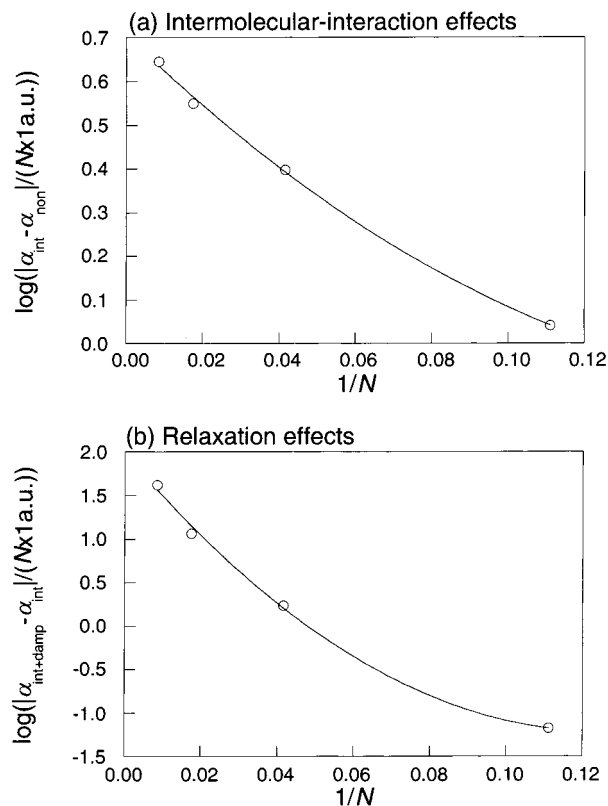 (a) Intermolecular-interaction effects
log(|α_int -α_non|/(Nx1a.u.))
0.7
0.6
0.5
0.4
0.3
0.2
0.1
0.0
0.00 0.02 0.04 0.06 0.08 0.10 0.12
1/N
(b) Relaxation effects
log(|α_int+damp -α_int|/(Nx1a.u.))
2.0
1.5
1.0
0.5
0.0
-0.5
-1.0
-1.5
0.00 0.02 0.04 0.06 0.08 0.10 0.12
1/N